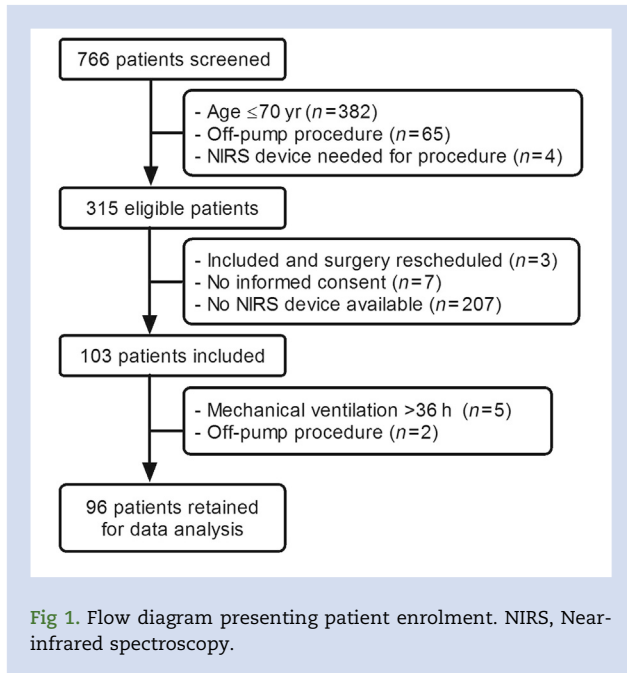 766 patients screened
- Age ≤70 yr (n=382)
- Off-pump procedure (n=65)
- NIRS device needed for procedure (n=4)
315 eligible patients
- Included and surgery rescheduled (n=3)
- No informed consent (n=7)
- No NIRS device available (n=207)
103 patients included
- Mechanical ventilation >36 h (n=5)
- Off-pump procedure (n=2)
96 patients retained
for data analysis
Fig 1. Flow diagram presenting patient enrolment. NIRS, Near-
infrared spectroscopy.